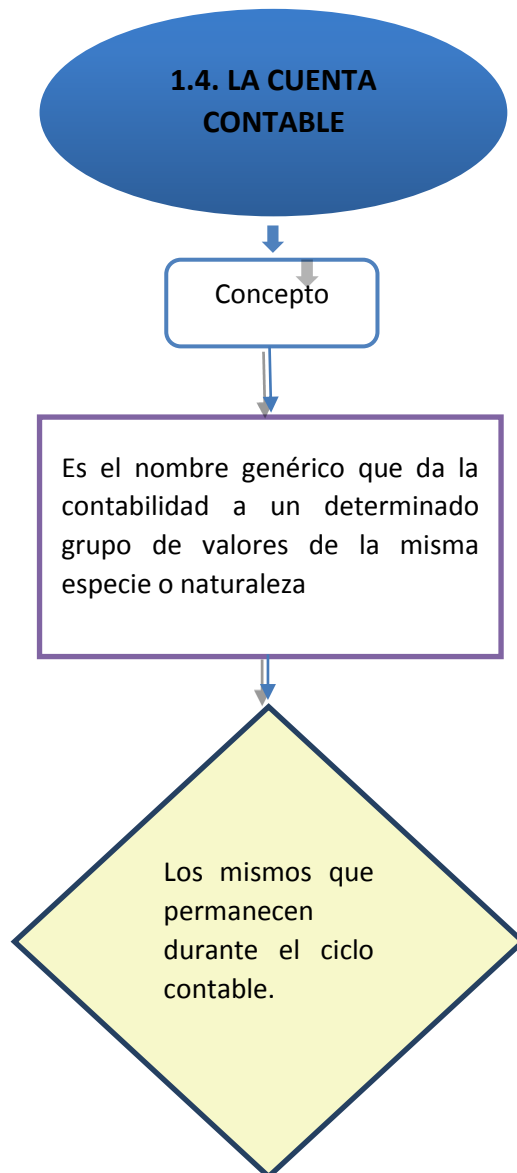 1.4. LA CUENTA
CONTABLE
Concepto
Es el nombre genérico que da la
contabilidad a un determinado
grupo de valores de la misma
especie o naturaleza
Los mismos que
permanecen
durante el ciclo
contable.